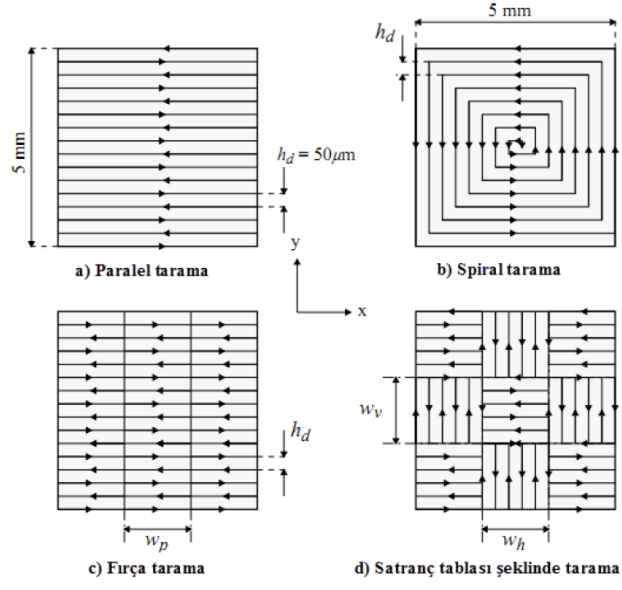 5 mm
h_d
5 mm
h_d = 50μm
y
a) Paralel tarama
b) Spiral tarama
x
w_v
h_d
w_p
w_h
c) Fırça tarama
d) Satranç tablası şeklinde tarama